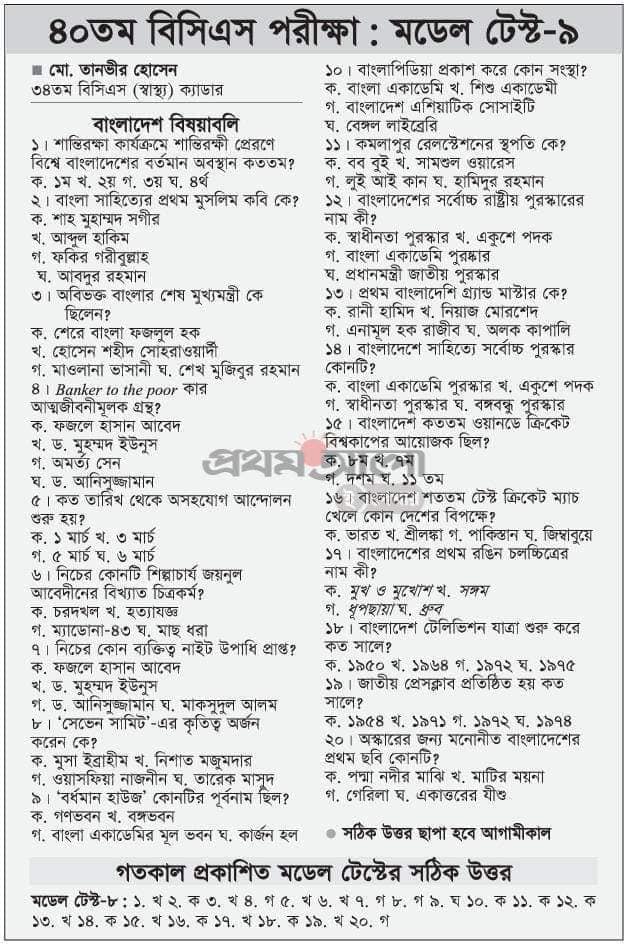 ৪০তম বিসিএস পরীক্ষা : মডেল টেস্ট-৯
■ মো. তানভীর হোসেন
৩৪তম বিসিএস (স্বাস্থ্য) ক্যাডার
বাংলাদেশ বিষয়াবলি
১। শান্তিরক্ষা কার্যক্রমে শান্তিরক্ষী প্রেরণে
বিশ্বে বাংলাদেশের বর্তমান অবস্থান কততম?
ক. ১ম খ. ২য় গ. ৩য় ঘ. ৪র্থ
২। বাংলা সাহিত্যের প্রথম মুসলিম কবি কে?
ক. শাহ মুহাম্মদ সগীর
খ. আব্দুল হাকিম
গ. ফকির গরীবুল্লাহ
ঘ. আবদুর রহমান
৩। অবিভক্ত বাংলার শেষ মুখ্যমন্ত্রী কে
ছিলেন?
ক. শেরে বাংলা ফজলুল হক
খ. হোসেন শহীদ সোহরাওয়ার্দী
গ. মাওলানা ভাসানী ঘ. শেখ মুজিবুর রহমান
৪। Banker to the poor কার
আত্মজীবনীমূলক গ্রন্থ?
ক. ফজলে হাসান আবেদ
খ. ড. মুহম্মদ ইউনুস
গ. অমর্ত্য সেন
ঘ. ড. আনিসুজ্জামান
৫। কত তারিখ থেকে অসহযোগ আন্দোলন
শুরু হয়?
ক. ১ মার্চ খ. ৩ মার্চ
গ. ৫ মার্চ ঘ. ৬ মার্চ
৬। নিচের কোনটি শিল্পাচার্য জয়নুল
আবেদীনের বিখ্যাত চিত্রকর্ম?
ক. চরদখল খ. হত্যাযজ্ঞ
গ. ম্যাডোনা-৪৩ ঘ. মাছ ধরা
৭। নিচের কোন ব্যক্তিত্ব নাইট উপাধি প্রাপ্ত?
ক. ফজলে হাসান আবেদ
খ. ড. মুহম্মদ ইউনুস
গ. ড. আনিসুজ্জামান ঘ. মাকসুদুল আলম
৮। ‘সেভেন সামিট’-এর কৃতিত্ব অর্জন
করেন কে?
ক. মুসা ইব্রাহীম খ. নিশাত মজুমদার
গ. ওয়াসফিয়া নাজনীন ঘ. তারেক মাসুদ
৯। ‘বর্ধমান হাউজ’ কোনটির পূর্বনাম ছিল?
ক. গণভবন খ. বঙ্গভবন
গ. বাংলা একাডেমির মূল ভবন ঘ. কার্জন হল
১০। বাংলাপিডিয়া প্রকাশ করে কোন সংস্থা?
ক. বাংলা একাডেমি খ. শিশু একাডেমী
গ. বাংলাদেশ এশিয়াটিক সোসাইটি
ঘ. বেঙ্গল লাইব্রেরি
১১। কমলাপুর রেলস্টেশনের স্থপতি কে?
ক. বব বুই খ. সামশুল ওয়ারেস
গ. লুই আই কান ঘ. হামিদুর রহমান
১২। বাংলাদেশের সর্বোচ্চ রাষ্ট্রীয় পুরস্কারের
নাম কী?
ক. স্বাধীনতা পুরস্কার খ. একুশে পদক
গ. বাংলা একাডেমি পুরষ্কার
ঘ. প্রধানমন্ত্রী জাতীয় পুরস্কার
১৩। প্রথম বাংলাদেশি গ্র্যান্ড মাস্টার কে?
ক. রানী হামিদ খ. নিয়াজ মোরশেদ
গ. এনামূল হক রাজীব ঘ. অলক কাপালি
১৪। বাংলাদেশে সাহিত্যে সর্বোচ্চ পুরস্কার
কোনটি?
ক. বাংলা একাডেমি পুরস্কার খ. একুশে পদক
গ. স্বাধীনতা পুরস্কার ঘ. বঙ্গবন্ধু পুরস্কার
১৫। বাংলাদেশ কততম ওয়ানডে ক্রিকেট
বিশ্বকাপের আয়োজক ছিল?
ক. ৮ম খ. ৭ম
গ. দশম ঘ. ১১ তম
১৬। বাংলাদেশ শততম টেস্ট ক্রিকেট ম্যাচ
খেলে কোন দেশের বিপক্ষে?
ক. ভারত খ. শ্রীলঙ্কা গ. পাকিস্তান ঘ. জিম্বাবুয়ে
১৭। বাংলাদেশের প্রথম রঙিন চলচ্চিত্রের
নাম কী?
ক. মুখ ও মুখোশ খ. সঙ্গম
গ. ধূপছায়া ঘ. ধ্রুব
১৮। বাংলাদেশ টেলিভিশন যাত্রা শুরু করে
কত সালে?
ক. ১৯৫০ খ. ১৯৬৪ গ. ১৯৭২ ঘ. ১৯৭৫
১৯। জাতীয় প্রেসক্লাব প্রতিষ্ঠিত হয় কত
সালে?
ক. ১৯৫৪ খ. ১৯৭১ গ. ১৯৭২ ঘ. ১৯৭৪
২০। অস্কারের জন্য মনোনীত বাংলাদেশের
প্রথম ছবি কোনটি?
ক. পদ্মা নদীর মাঝি খ. মাটির ময়না
গ. গেরিলা ঘ. একাত্তরের যীশু
● সঠিক উত্তর ছাপা হবে আগামীকাল
প্রথম আলো
গতকাল প্রকাশিত মডেল টেস্টের সঠিক উত্তর
মডেল টেস্ট-৮ : ১. খ ২. ক ৩. খ ৪. গ ৫. খ ৬. খ ৭. গ ৮. গ ৯. ঘ ১০. ক ১১. ক ১২. ক
১৩. খ ১৪. ক ১৫. খ ১৬. ক ১৭. খ ১৮. ক ১৯. খ ২০. গ